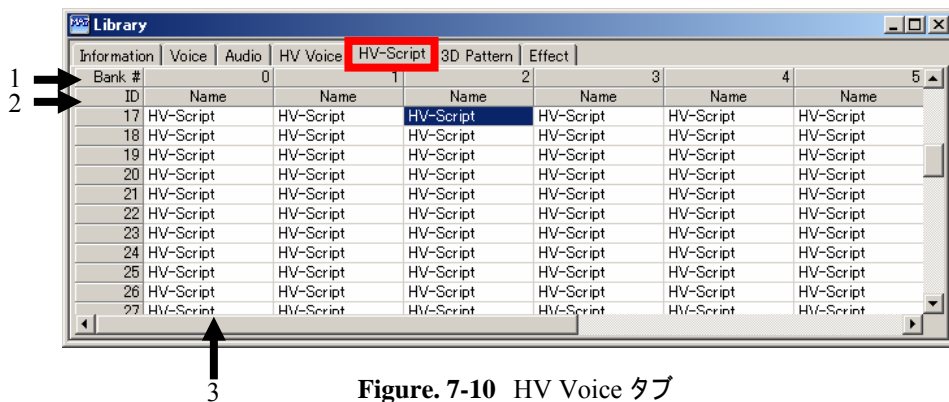 Library
Information Voice Audio HV Voice HV-Script 3D Pattern Effect
1 Bank # 0 1 2 3 4 5
2 ID Name Name Name Name Name Name
17 HV-Script HV-Script HV-Script HV-Script HV-Script HV-Script
18 HV-Script HV-Script HV-Script HV-Script HV-Script HV-Script
19 HV-Script HV-Script HV-Script HV-Script HV-Script HV-Script
20 HV-Script HV-Script HV-Script HV-Script HV-Script HV-Script
21 HV-Script HV-Script HV-Script HV-Script HV-Script HV-Script
22 HV-Script HV-Script HV-Script HV-Script HV-Script HV-Script
23 HV-Script HV-Script HV-Script HV-Script HV-Script HV-Script
24 HV-Script HV-Script HV-Script HV-Script HV-Script HV-Script
25 HV-Script HV-Script HV-Script HV-Script HV-Script HV-Script
26 HV-Script HV-Script HV-Script HV-Script HV-Script HV-Script
27 HV-Script HV-Script HV-Script HV-Script HV-Script HV-Script
3
Figure. 7-10 HV Voice タブ